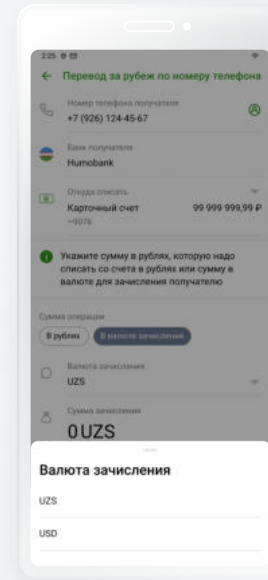 2:25
Перевод за рубеж по номеру телефона
Номер телефона получателя
+7 (926) 124-45-67
Банк получателя
Humobank
Откуда списать
Карточный счет 99 999 999,99 ₽
··9076
Укажите сумму в рублях, которую надо
списать со счета в рублях или сумму в
валюте для зачисления получателю
Сумма операции
В рублях В валюте зачисления
Валюта зачисления
UZS
Сумма зачисления
0 UZS
Валюта зачисления
UZS
USD